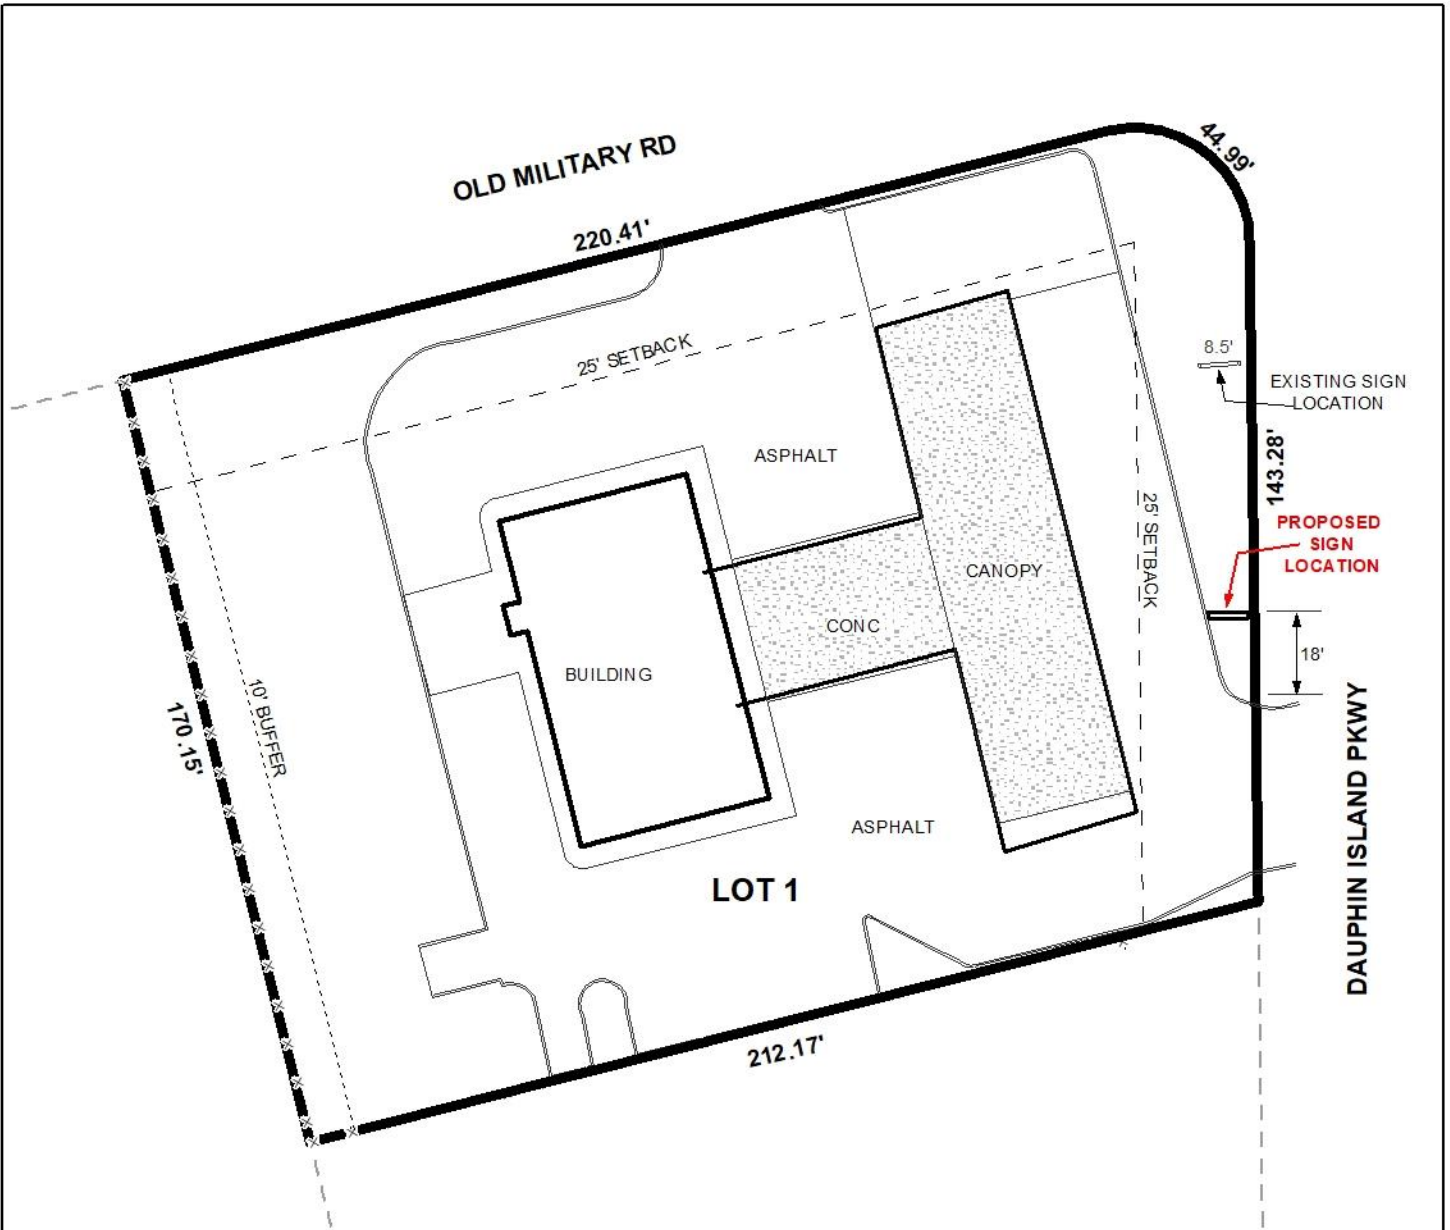 44.99'
OLD MILITARY RD
220.41'
25' SETBACK
8.5'
EXISTING SIGN
LOCATION
143.28'
ASPHALT
25' SETBACK
PROPOSED
SIGN
LOCATION
CANOPY
CONC
18'
BUILDING
10' BUFFER
170.15'
DAUPHIN ISLAND PKWY
ASPHALT
LOT 1
212.17'